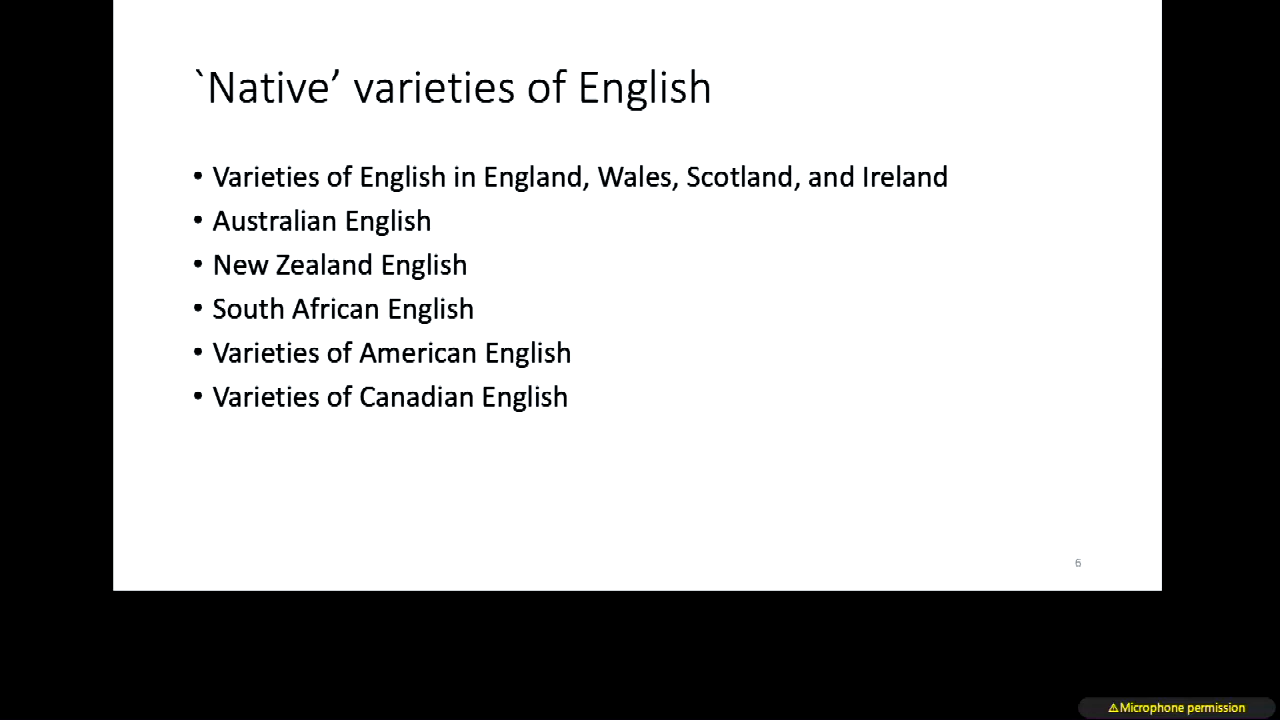 `Native’ varieties of English
• Varieties of English in England, Wales, Scotland, and Ireland
• Australian English
• New Zealand English
• South African English
• Varieties of American English
• Varieties of Canadian English
6
⚠Microphone permission